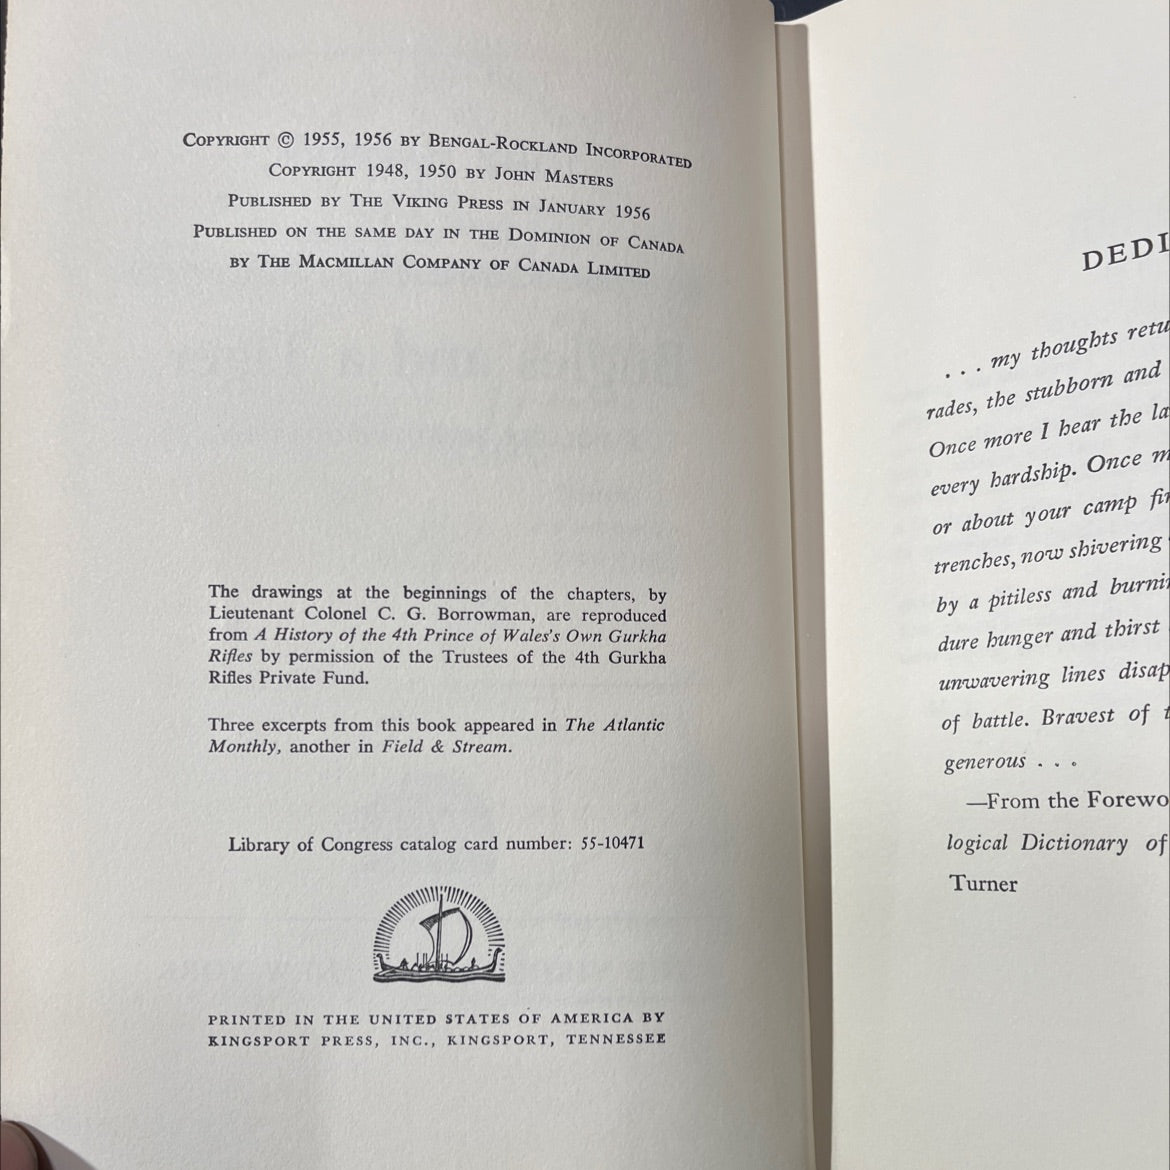 Copyright © 1955, 1956 by Bengal-Rockland Incorporated
Copyright 1948, 1950 by John Masters
Published by The Viking Press in January 1956
Published on the same day in the Dominion of Canada
by The Macmillan Company of Canada Limited
The drawings at the beginnings of the chapters, by
Lieutenant Colonel C. G. Borrowman, are reproduced
from A History of the 4th Prince of Wales's Own Gurkha
Rifles by permission of the Trustees of the 4th Gurkha
Rifles Private Fund.
Three excerpts from this book appeared in The Atlantic
Monthly, another in Field & Stream.
Library of Congress catalog card number: 55-10471
PRINTED IN THE UNITED STATES OF AMERICA BY
KINGSPORT PRESS, INC., KINGSPORT, TENNESSEE
DEDI
. . . my thoughts retu
rades, the stubborn and
Once more I hear the la
every hardship. Once m
or about your camp fir
trenches, now shivering
by a pitiless and burnin
dure hunger and thirst
unwavering lines disap
of battle. Bravest of t
generous . . .
—From the Forewo
logical Dictionary of
Turner